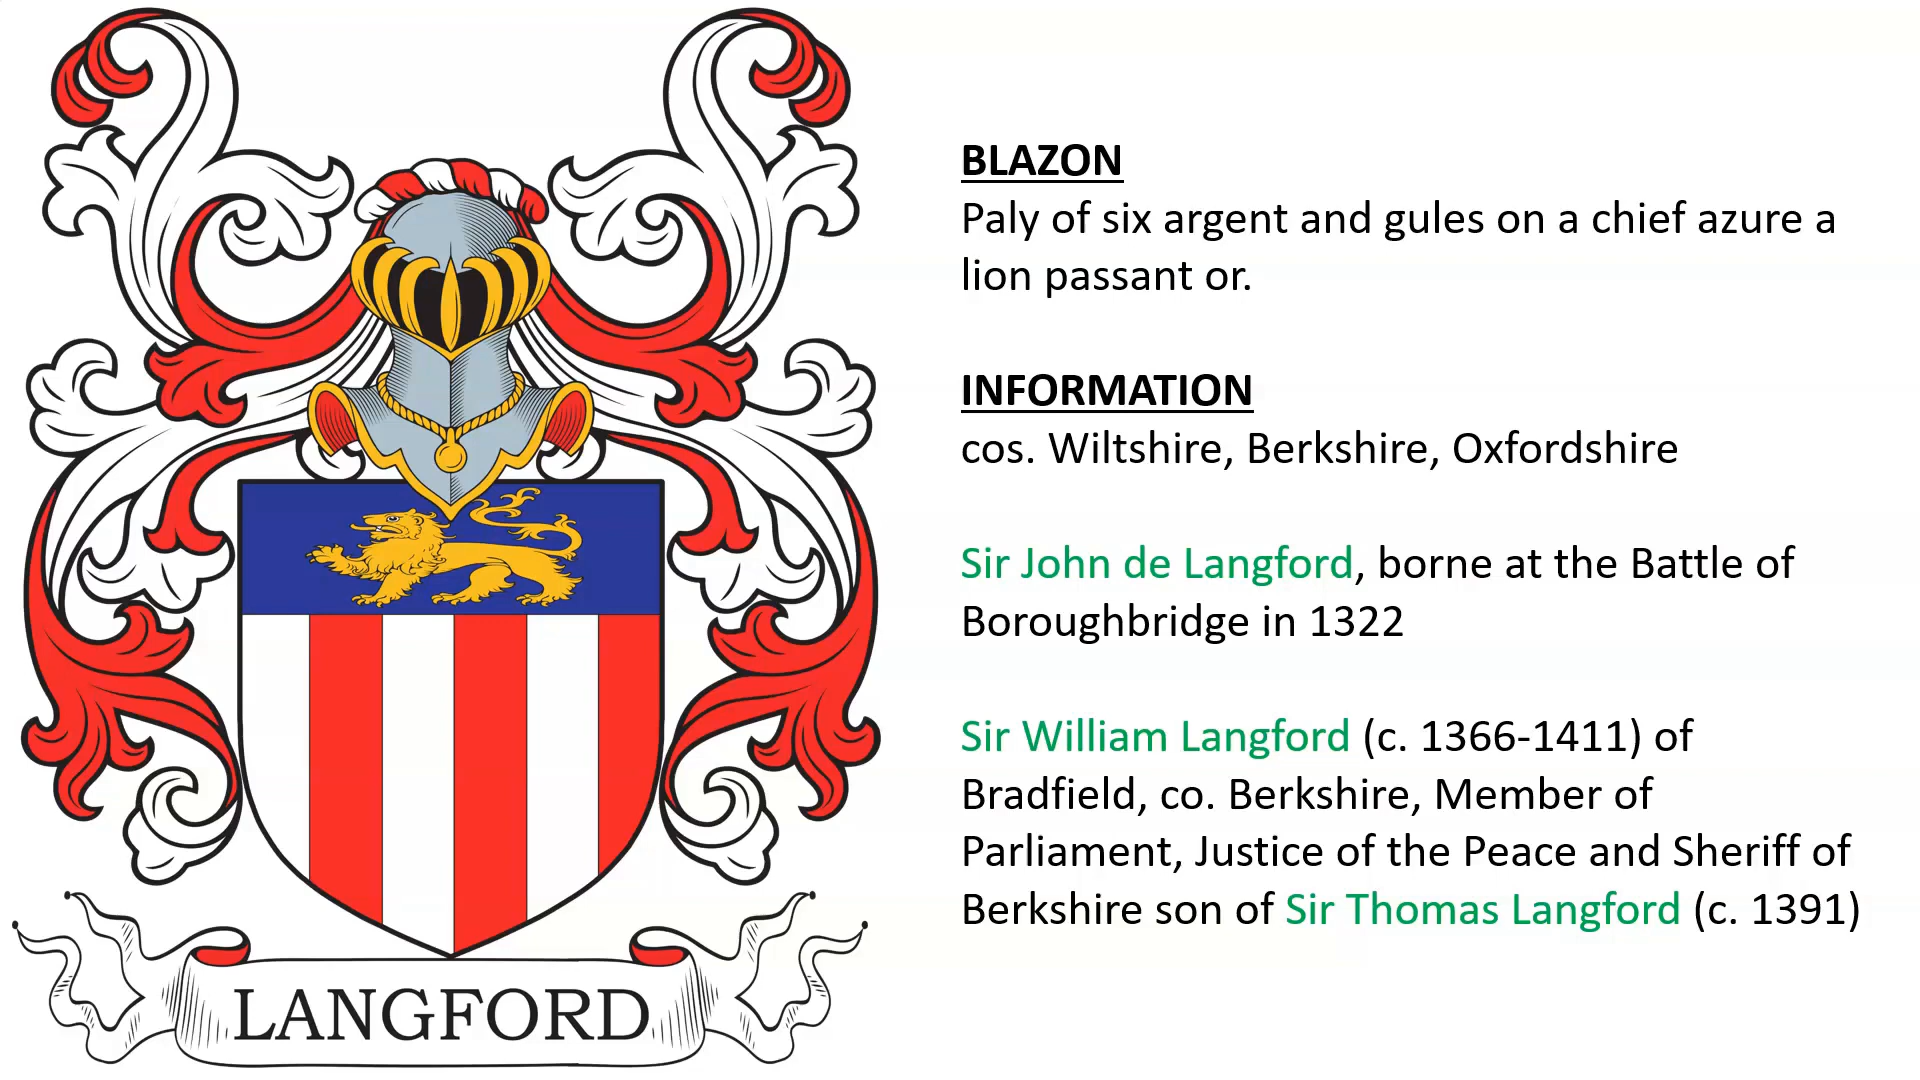 BLAZON
Paly of six argent and gules on a chief azure a
lion passant or.
INFORMATION
cos. Wiltshire, Berkshire, Oxfordshire
Sir John de Langford, borne at the Battle of
Boroughbridge in 1322
Sir William Langford (c. 1366-1411) of
Bradfield, co. Berkshire, Member of
Parliament, Justice of the Peace and Sheriff of
Berkshire son of Sir Thomas Langford (c. 1391)
LANGFORD